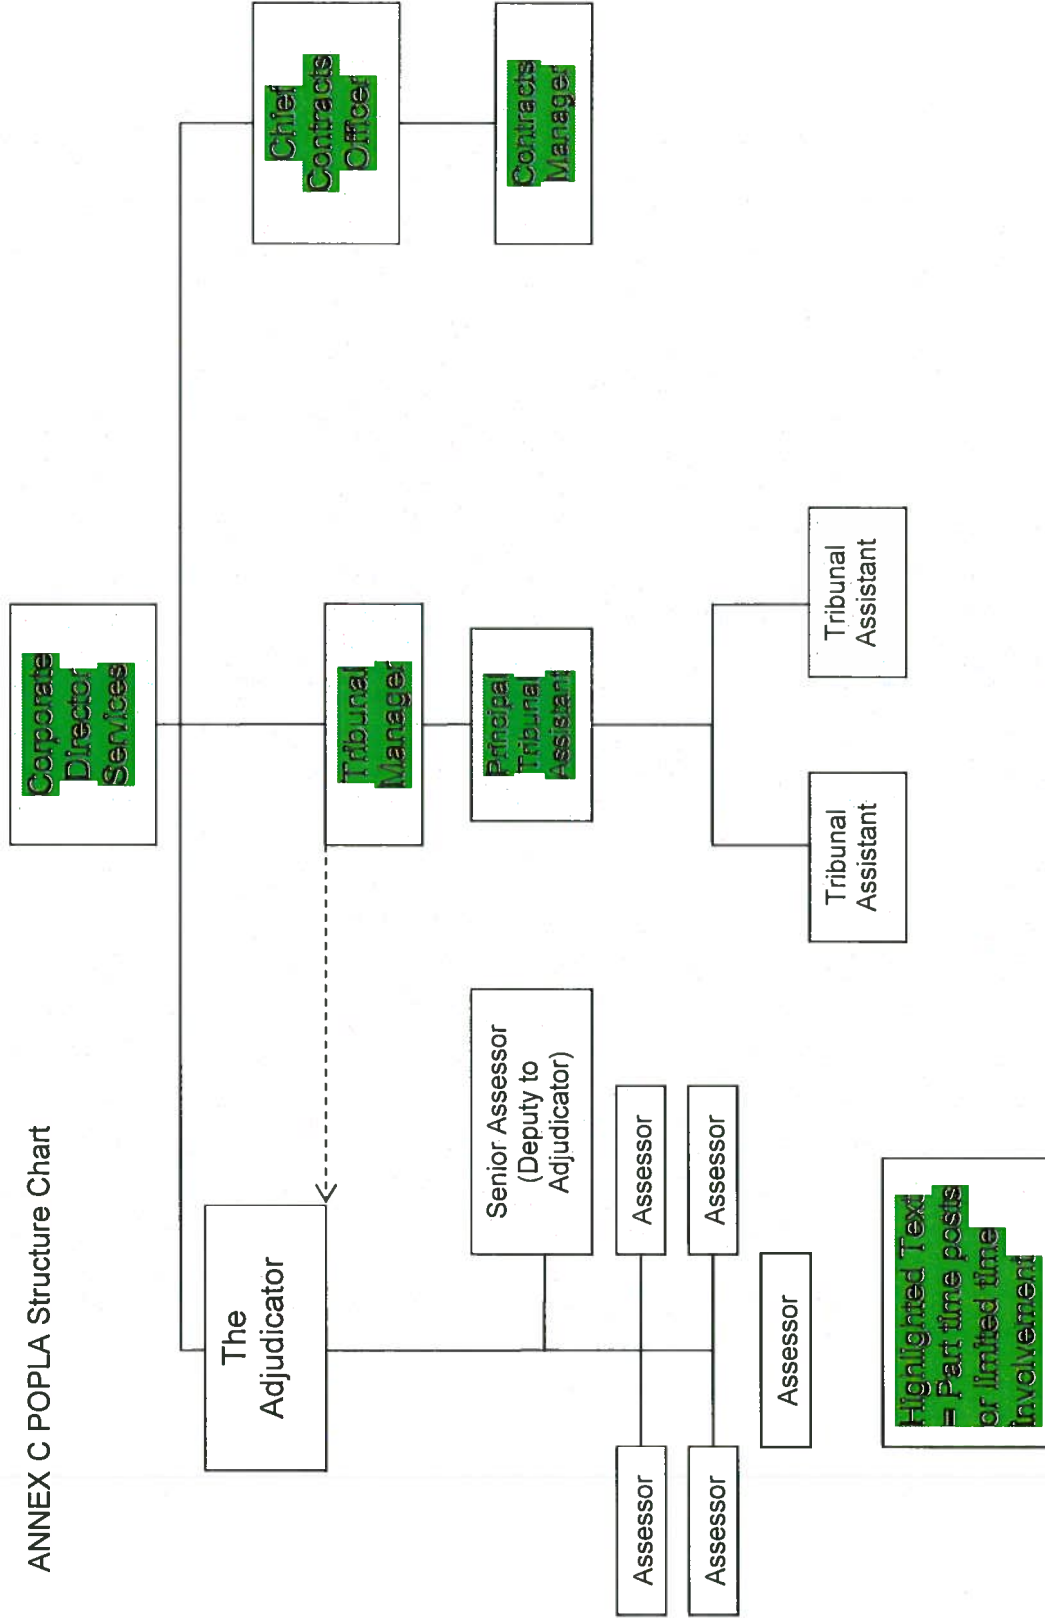 ANNEX C POPLA Structure Chart
Corporate
Director
Services
The
Adjudicator
Tribunal
Manager
Chief
Contracts
Officer
Senior Assessor
(Deputy to
Adjudicator)
Principal
Tribunal
Assistant
Contracts
Manager
Assessor
Assessor
Assessor
Assessor
Assessor
Tribunal
Assistant
Tribunal
Assistant
Highlighted Text
= Part time posts
or limited time
involvement